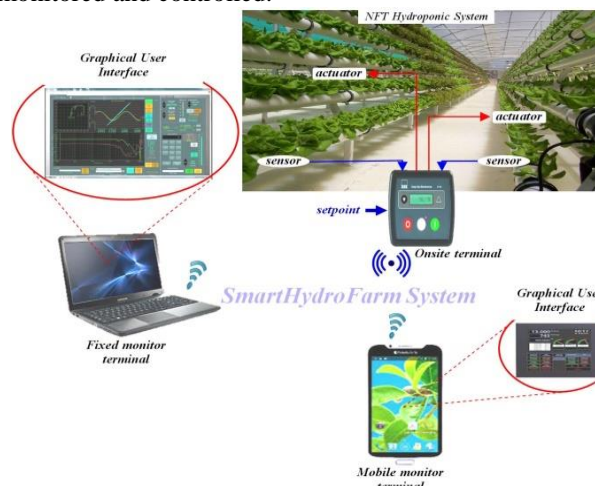 monitored and controlled.
Graphical User
Interface
NFT Hydroponic System
actuator
actuator
sensor
sensor
setpoint
Onsite terminal
SmartHydroFarm System
Fixed monitor
terminal
Graphical User
Interface
Mobile monitor
terminal